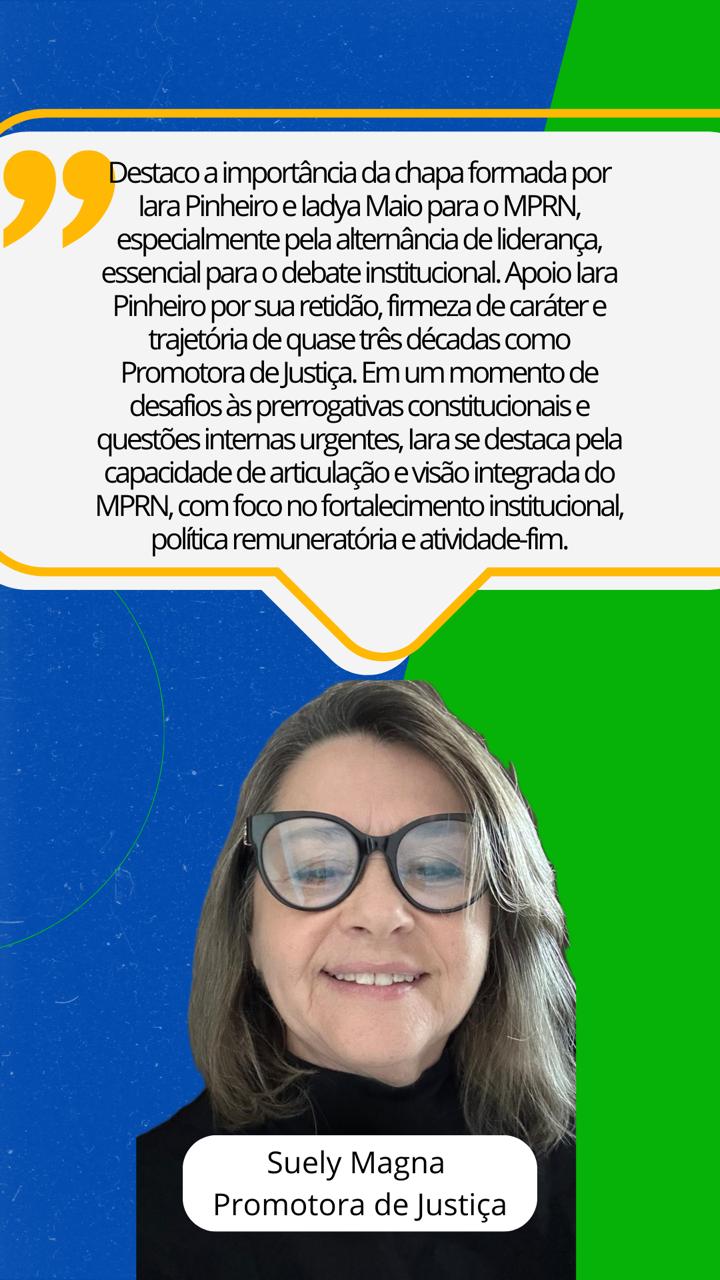 Destaco a importância da chapa formada por
Iara Pinheiro e Iadya Maio para o MPRN,
especialmente pela alternância de liderança,
essencial para o debate institucional. Apoio Iara
Pinheiro por sua retidão, firmeza de caráter e
trajetória de quase três décadas como
Promotora de Justiça. Em um momento de
desafios às prerrogativas constitucionais e
questões internas urgentes, Iara se destaca pela
capacidade de articulação e visão integrada do
MPRN, com foco no fortalecimento institucional,
política remuneratória e atividade-fim.
Suely Magna
Promotora de Justiça